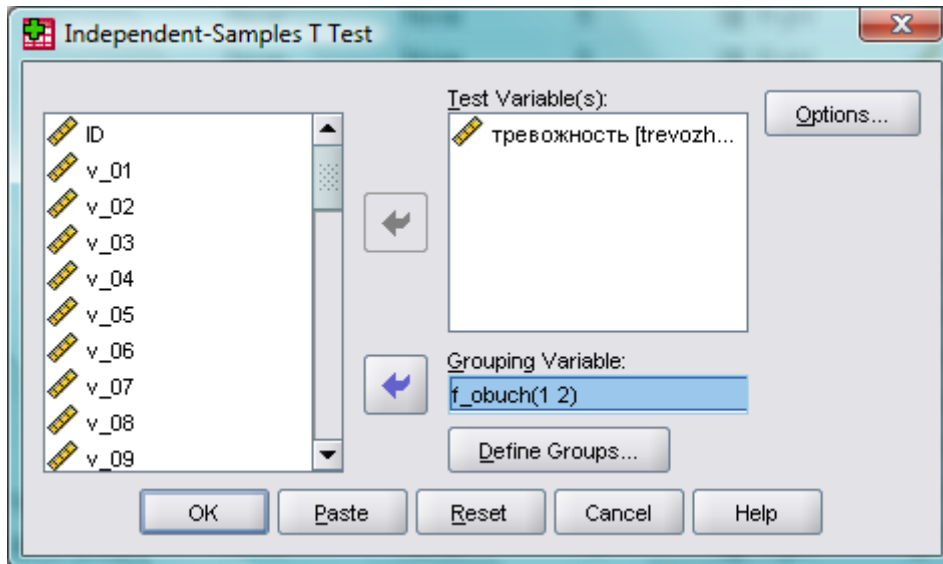 Independent-Samples T Test
ID
v_01
v_02
v_03
v_04
v_05
v_06
v_07
v_08
v_09
Test Variable(s):
тревожность [trevozh...
Options...
Grouping Variable:
f_obuch(1 2)
Define Groups...
OK Paste Reset Cancel Help